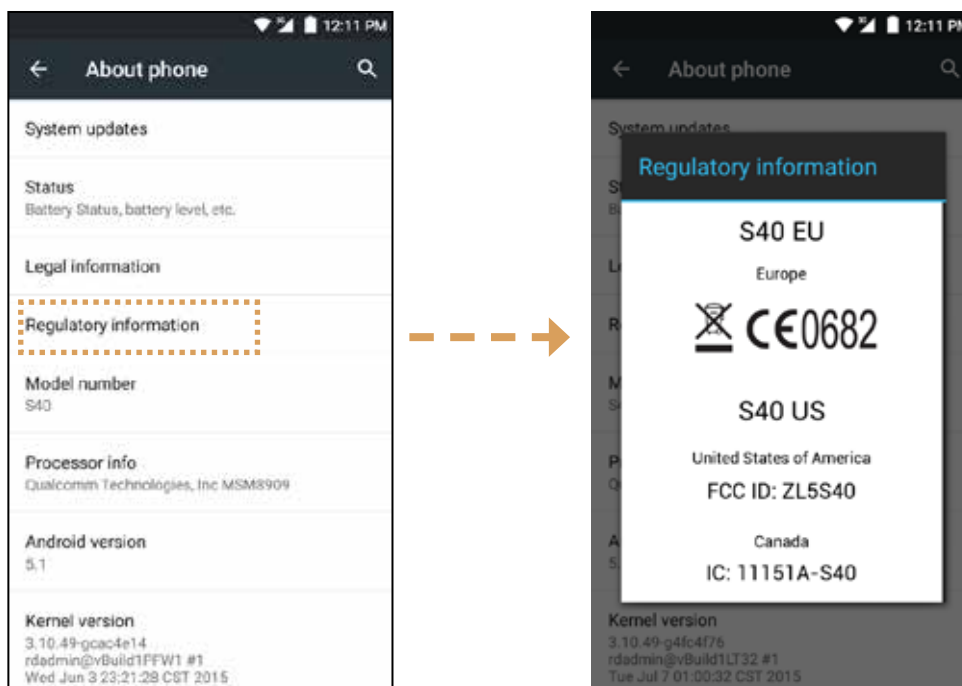 12:11 PM
About phone
System updates
Status
Battery Status, battery level, etc.
Legal information
Regulatory information
Model number
S40
Processor info
Qualcomm Technologies, Inc MSM8909
Android version
5.1
Kernel version
3.10.49-gcac4e14
rdadmin@vBuild1FFW1 #1
Wed Jun 3 23:21:28 CST 2015
12:11 PM
About phone
System updates
Regulatory information
S40 EU
Europe
CE0682
S40 US
United States of America
FCC ID: ZL5S40
Canada
IC: 11151A-S40
Kernel version
3.10.49-g4fc4f76
rdadmin@vBuild1LT32 #1
Tue Jul 7 01:00:32 CST 2015